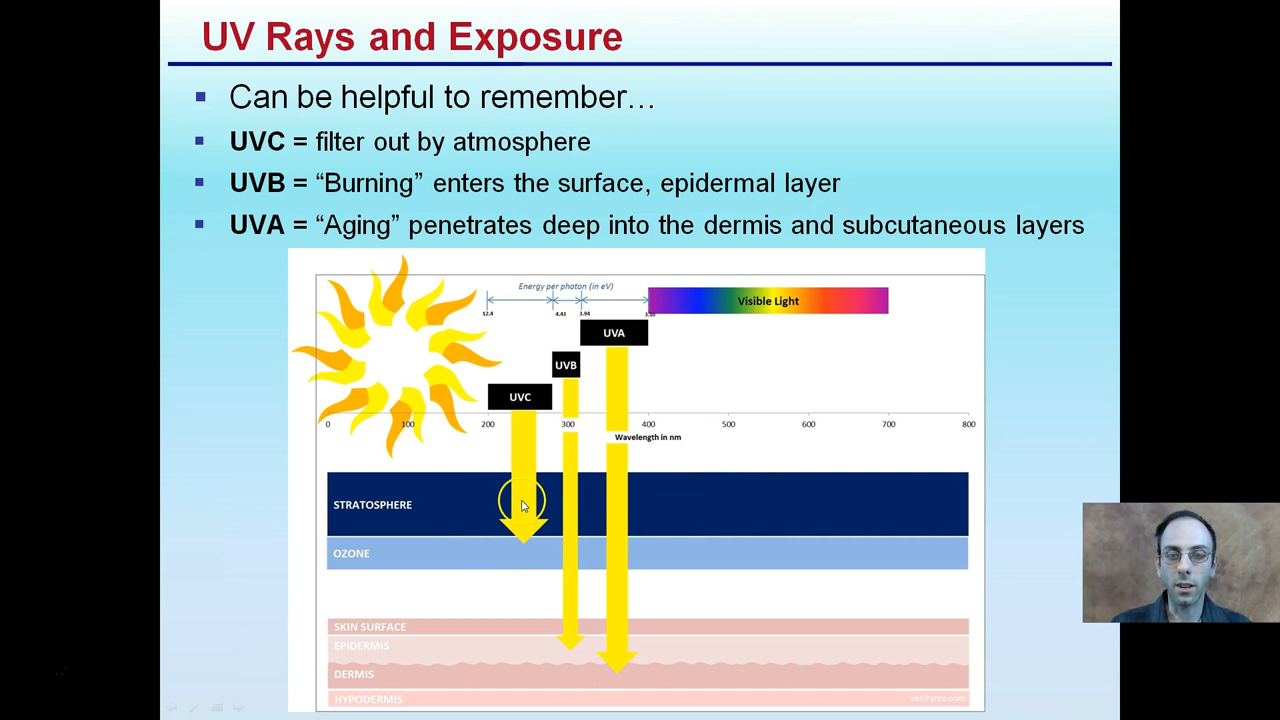 UV Rays and Exposure
Can be helpful to remember…
UVC = filter out by atmosphere
UVB = “Burning” enters the surface, epidermal layer
UVA = “Aging” penetrates deep into the dermis and subcutaneous layers
Energy per photon (in eV)
Visible Light
12.4 4.43 3.94
UVA
UVB
UVC
0 100 200 300 400 500 600 700 800
Wavelength in nm
STRATOSPHERE
OZONE
SKIN SURFACE
EPIDERMIS
DERMIS
HYPODERMIS
vanityrex.com